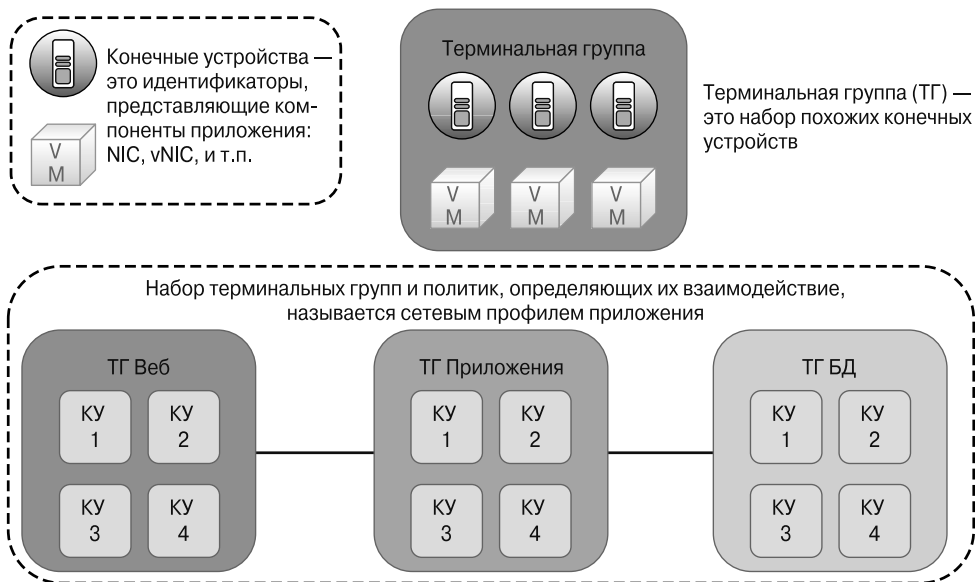 Конечные устройства —
это идентификаторы,
представляющие ком-
поненты приложения:
NIC, vNIC, и т.п.
V
M
Терминальная группа
V
M
V
M
V
M
Терминальная группа (ТГ) —
это набор похожих конечных
устройств
Набор терминальных групп и политик, определяющих их взаимодействие,
называется сетевым профилем приложения
ТГ Веб
КУ
1
КУ
2
КУ
3
КУ
4
ТГ Приложения
КУ
1
КУ
2
КУ
3
КУ
4
ТГ БД
КУ
1
КУ
2
КУ
3
КУ
4